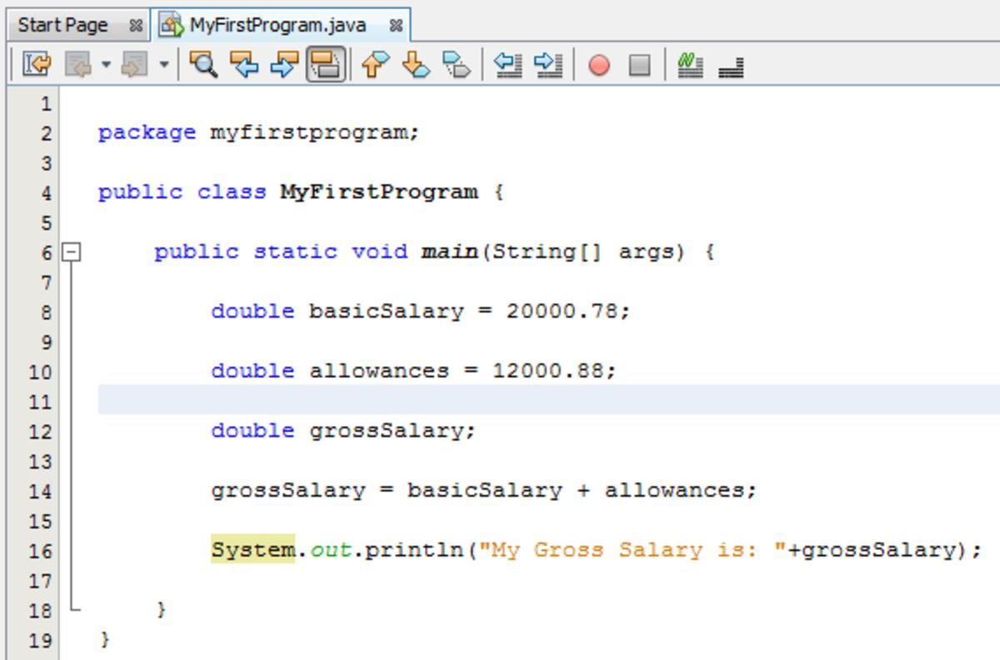 Start Page MyFirstProgram.java
1
2 package myfirstprogram;
3
4 public class MyFirstProgram {
5
6 public static void main(String[] args) {
7
8 double basicSalary = 20000.78;
9
10 double allowances = 12000.88;
11
12 double grossSalary;
13
14 grossSalary = basicSalary + allowances;
15
16 System.out.println("My Gross Salary is: "+grossSalary);
17
18 }
19 }